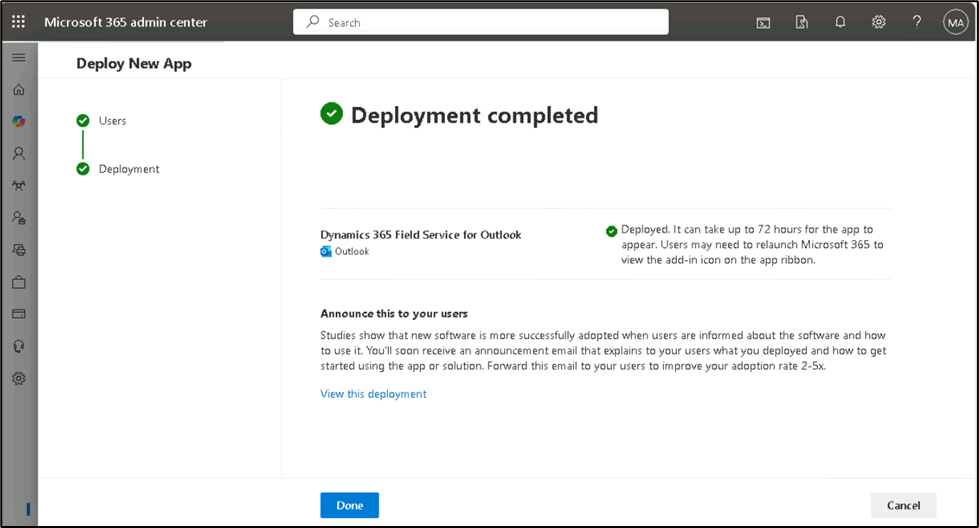 Microsoft 365 admin center
Search
?
MA
Deploy New App
Users
Deployment
Deployment completed
Dynamics 365 Field Service for Outlook
Outlook
Deployed. It can take up to 72 hours for the app to
appear. Users may need to relaunch Microsoft 365 to
view the add-in icon on the app ribbon.
Announce this to your users
Studies show that new software is more successfully adopted when users are informed about the software and how
to use it. You'll soon receive an announcement email that explains to your users what you deployed and how to get
started using the app or solution. Forward this email to your users to improve your adoption rate 2-5x.
View this deployment
Done
Cancel